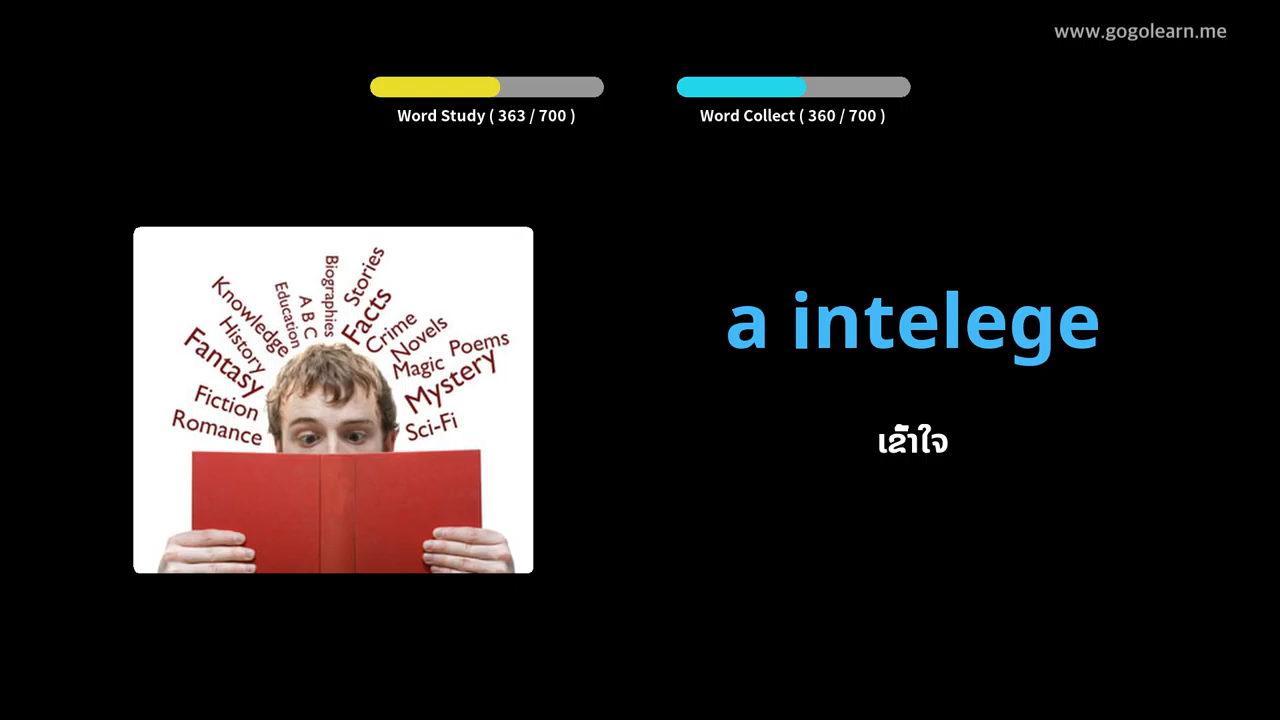 www.gogolearn.me
Word Study ( 363 / 700 )
Word Collect ( 360 / 700 )
Stories
Biographies
Facts
A B C
Education
Knowledge
Crime
Novels
History
Poems
Magic
Fantasy
Mystery
Fiction
Sci-Fi
Romance
a intelege
ເຂົ້າໃຈ